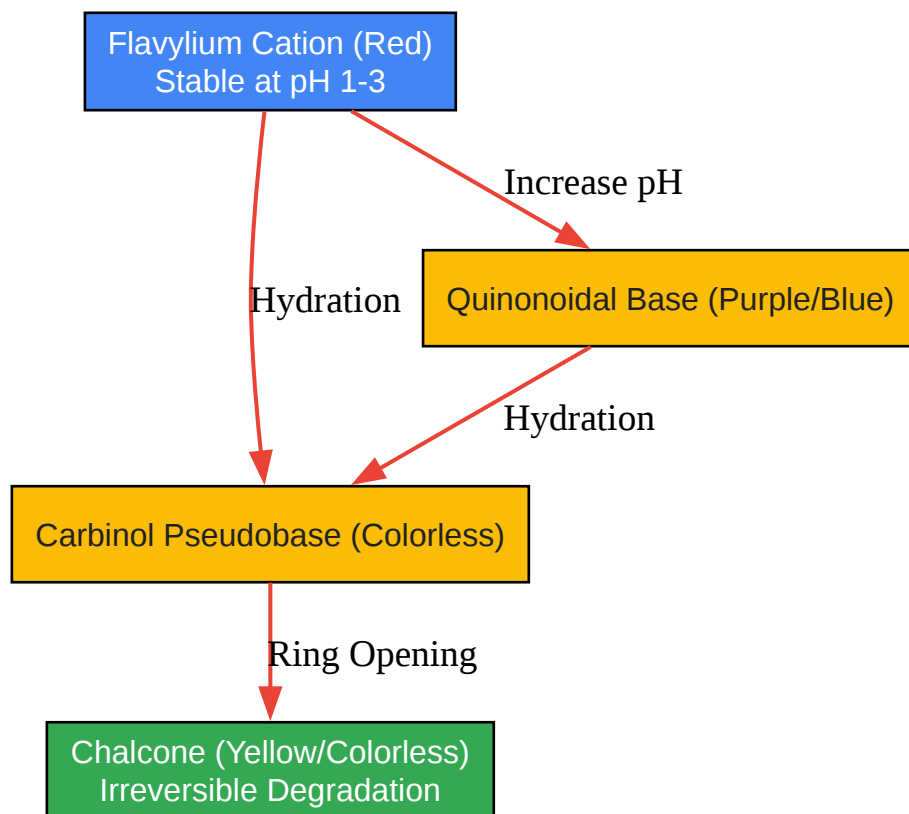 Flavylium Cation (Red)
Stable at pH 1-3
Increase pH
Hydration
Quinonoidal Base (Purple/Blue)
Hydration
Carbinol Pseudobase (Colorless)
Ring Opening
Chalcone (Yellow/Colorless)
Irreversible Degradation